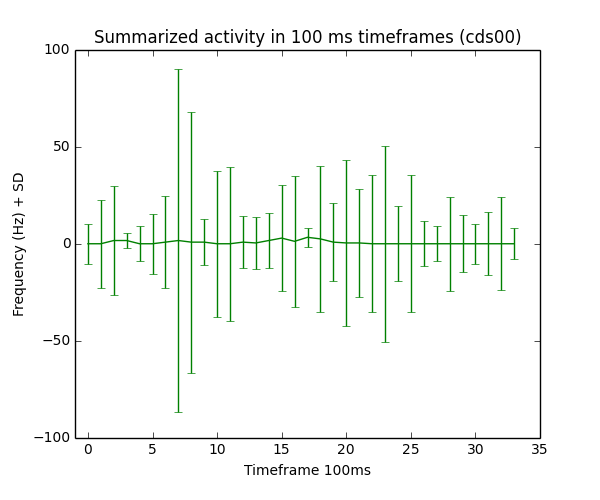 Summarized activity in 100 ms timeframes (cds00)
100
50
0
−50
−100
Frequency (Hz) + SD
0 5 10 15 20 25 30 35
Timeframe 100ms